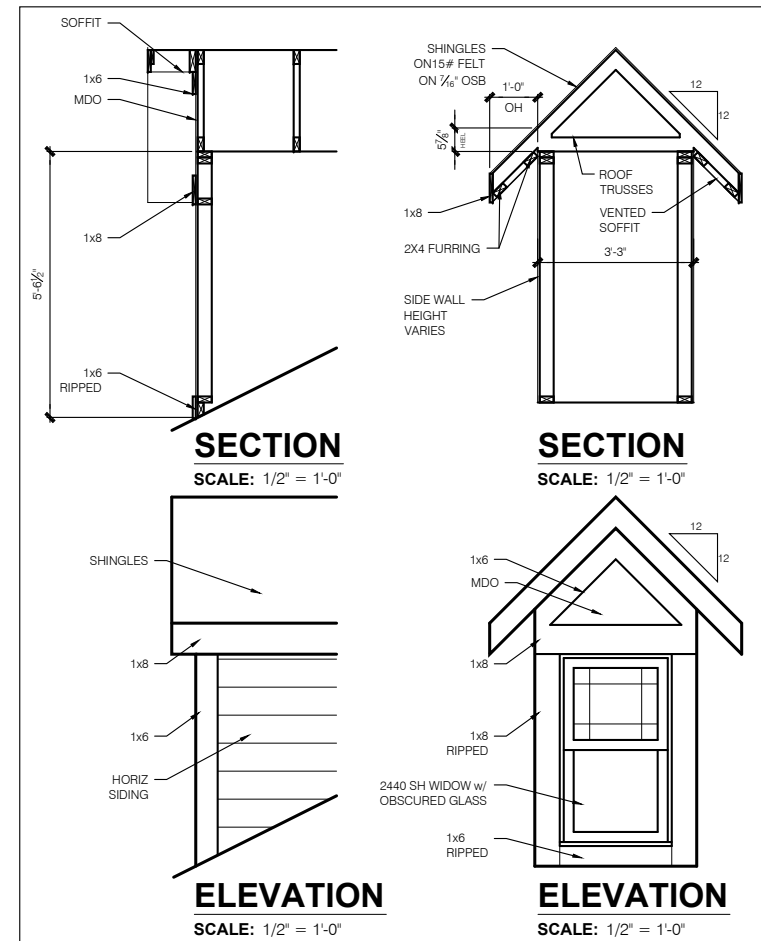 SOFFIT
1x6
MDO
1x8
5'-6½"
1x6
RIPPED
SECTION
SCALE: 1/2" = 1'-0"
SHINGLES
ON15# FELT
ON 7⁄16" OSB
1'-0"
OH
12
12
5⅞"
HEEL
ROOF
TRUSSES
1x8
VENTED
SOFFIT
2X4 FURRING
3'-3"
SIDE WALL
HEIGHT
VARIES
SECTION
SCALE: 1/2" = 1'-0"
SHINGLES
1x8
1x6
HORIZ
SIDING
ELEVATION
SCALE: 1/2" = 1'-0"
12
12
1x6
MDO
1x8
1x8
RIPPED
2440 SH WIDOW w/
OBSCURED GLASS
1x6
RIPPED
ELEVATION
SCALE: 1/2" = 1'-0"